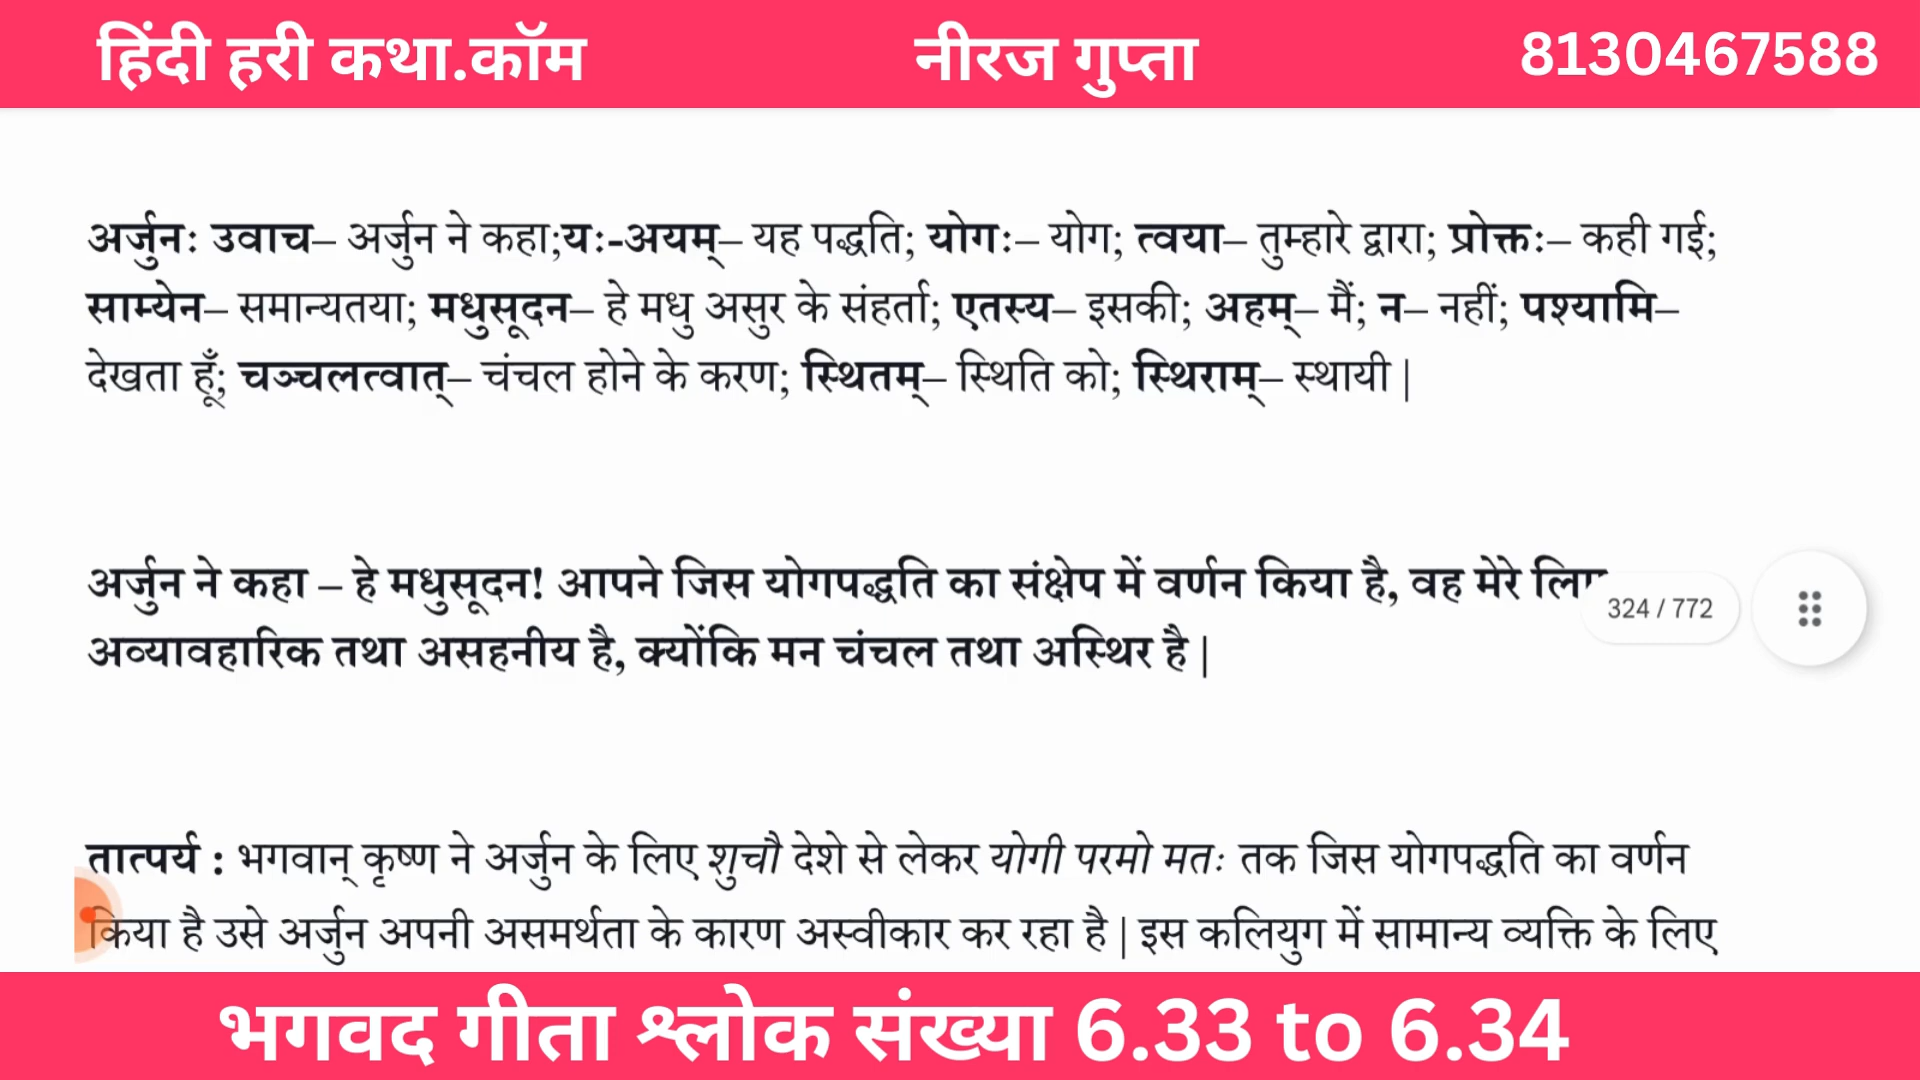 हिंदी हरी कथा.कॉम नीरज गुप्ता 8130467588
अर्जुनः उवाच– अर्जुन ने कहा;यः-अयम्– यह पद्धति; योगः– योग; त्वया– तुम्हारे द्वारा; प्रोक्तः– कही गई;
साम्येन– समान्यतया; मधुसूदन– हे मधु असुर के संहर्ता; एतस्य– इसकी; अहम्– मैं; न– नहीं; पश्यामि–
देखता हूँ; चञ्चलत्वात्– चंचल होने के करण; स्थितम्– स्थिति को; स्थिराम्– स्थायी |
अर्जुन ने कहा – हे मधुसूदन! आपने जिस योगपद्धति का संक्षेप में वर्णन किया है, वह मेरे लिए
324 / 772
अव्यावहारिक तथा असहनीय है, क्योंकि मन चंचल तथा अस्थिर है |
तात्पर्य : भगवान् कृष्ण ने अर्जुन के लिए शुचौ देशे से लेकर योगी परमो मतः तक जिस योगपद्धति का वर्णन
किया है उसे अर्जुन अपनी असमर्थता के कारण अस्वीकार कर रहा है | इस कलियुग में सामान्य व्यक्ति के लिए
भगवद गीता श्लोक संख्या 6.33 to 6.34